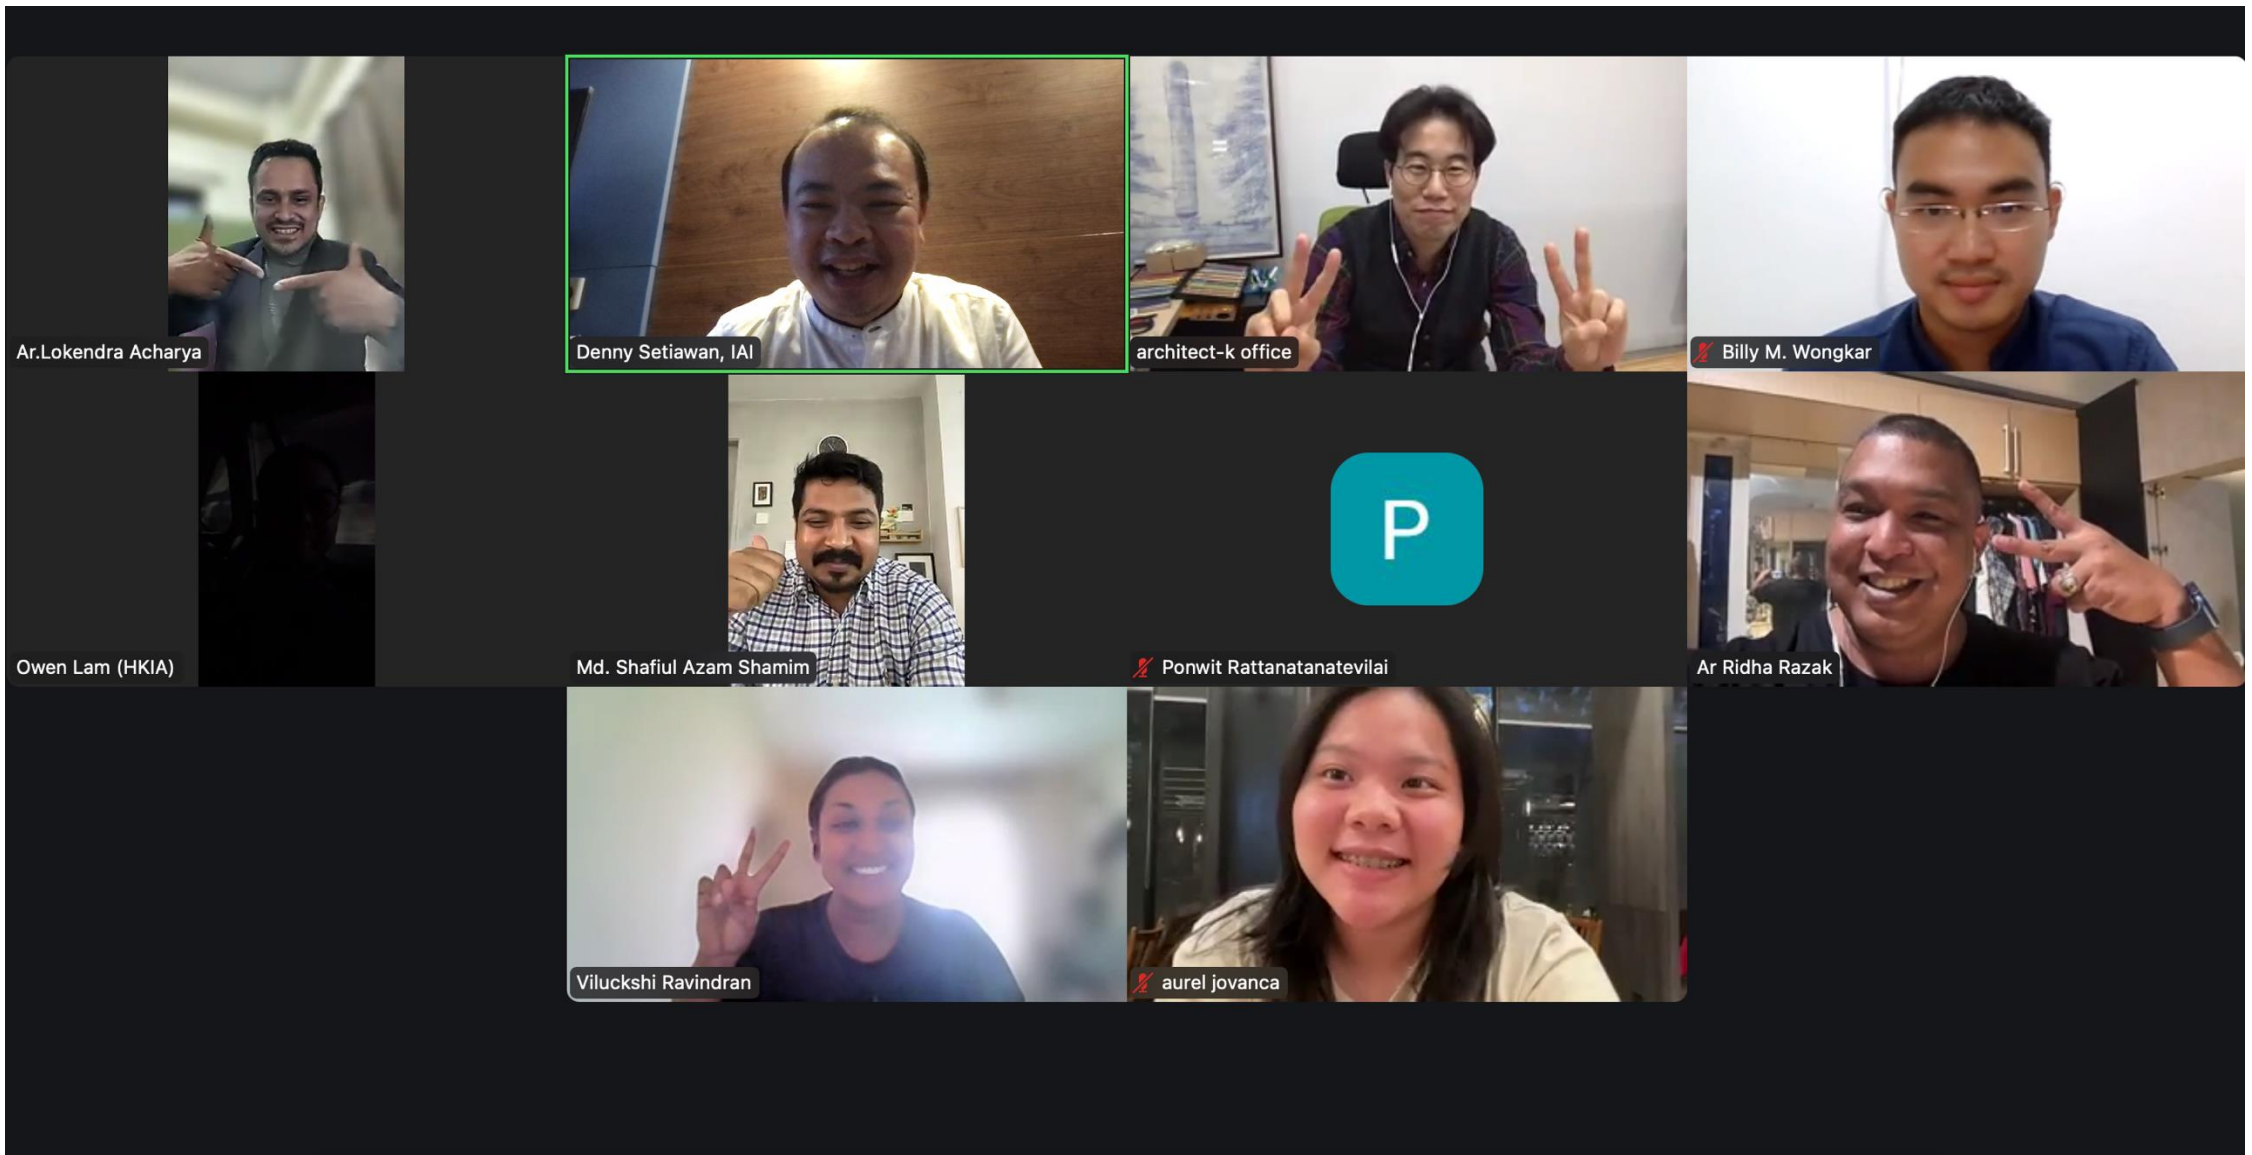 Ar.Lokendra Acharya
Denny Setiawan, IAI
architect-k office
Billy M. Wongkar
Owen Lam (HKIA)
Md. Shafiul Azam Shamim
P
Ponwit Rattanatanatevilai
Ar Ridha Razak
Viluckshi Ravindran
aurel jovanca